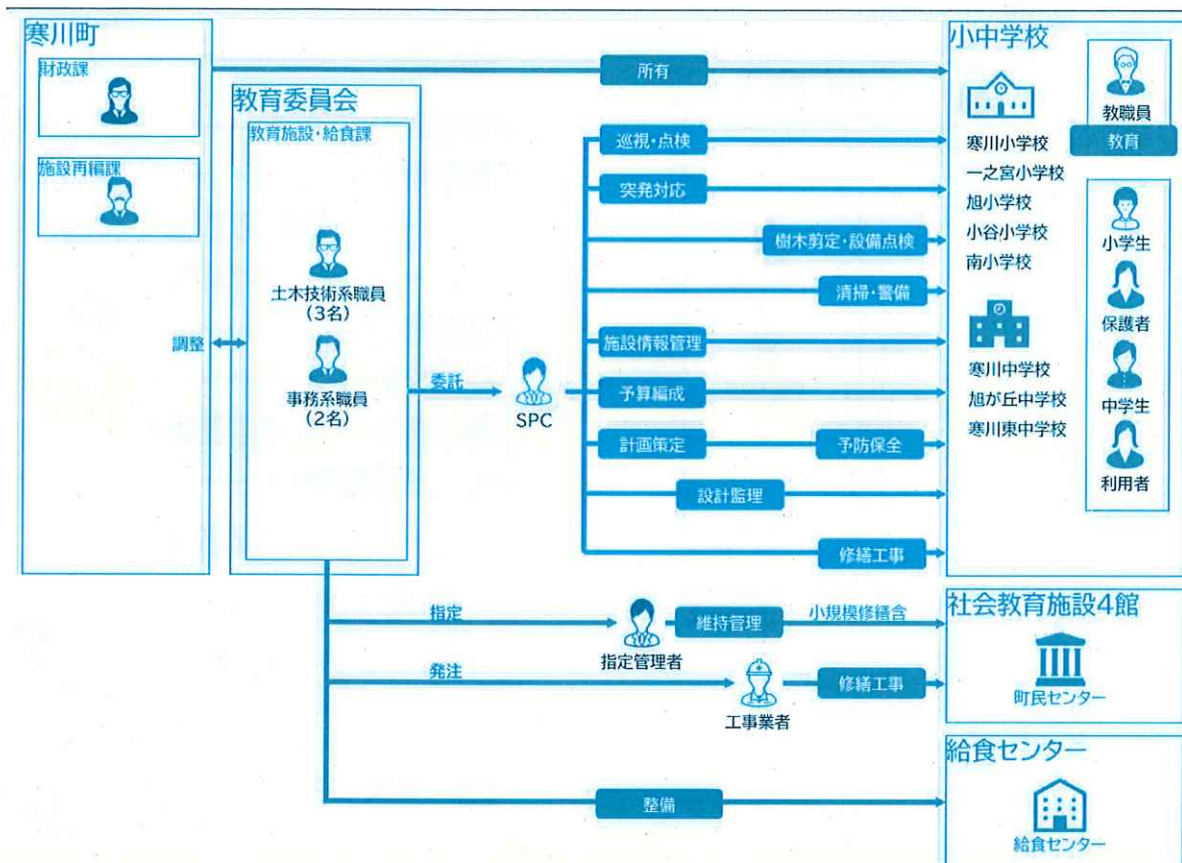 寒川町
財政課
施設再編課
調整
教育委員会
教育施設・給食課
土木技術系職員
(3名)
事務系職員
(2名)
委託
SPC
所有
巡視・点検
突発対応
樹木剪定・設備点検
清掃・警備
施設情報管理
予算編成
計画策定
予防保全
設計監理
修繕工事
小中学校
寒川小学校
一之宮小学校
旭小学校
小谷小学校
南小学校
寒川中学校
旭が丘中学校
寒川東中学校
教職員
教育
小学生
保護者
中学生
利用者
指定
指定管理者
維持管理
小規模修繕含
発注
工事業者
修繕工事
社会教育施設4館
町民センター
整備
給食センター
給食センター